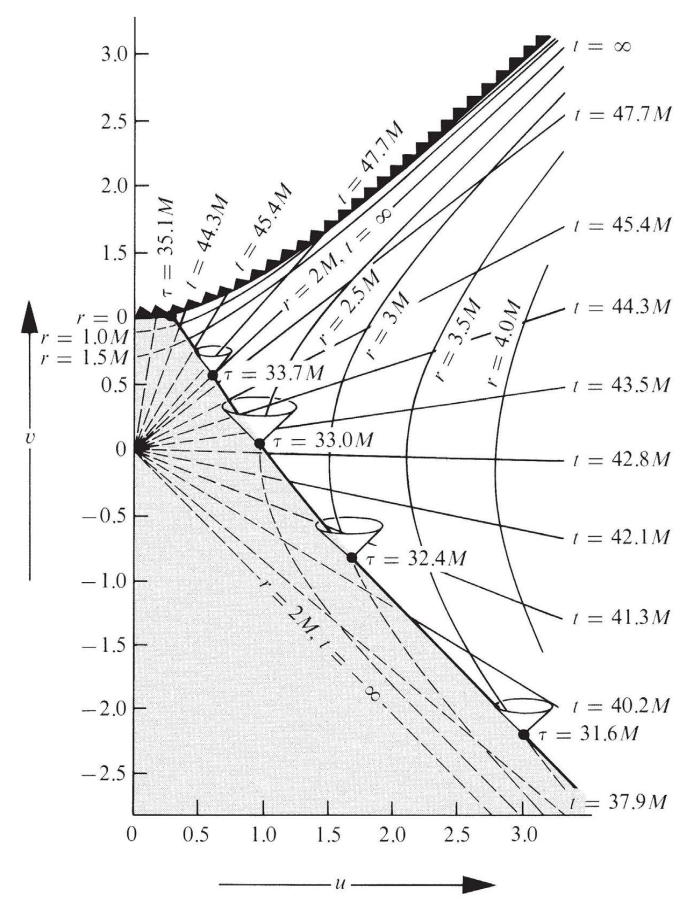 3.0
2.5
2.0
1.5
r = 0
r = 1.0M
r = 1.5M
0.5
0
−0.5
−1.0
−1.5
−2.0
−2.5
v
0
0.5
1.0
1.5
2.0
2.5
3.0
u
τ = 35.1M
t = 44.3M
t = 45.4M
t = 47.7M
r = 2M, t = ∞
r = 2.5M
r = 3M
r = 3.5M
r = 4.0M
t = ∞
t = 47.7M
t = 45.4M
t = 44.3M
t = 43.5M
t = 42.8M
t = 42.1M
t = 41.3M
t = 40.2M
t = 37.9M
τ = 33.7M
τ = 33.0M
τ = 32.4M
τ = 31.6M
r = 2M, t = ∞